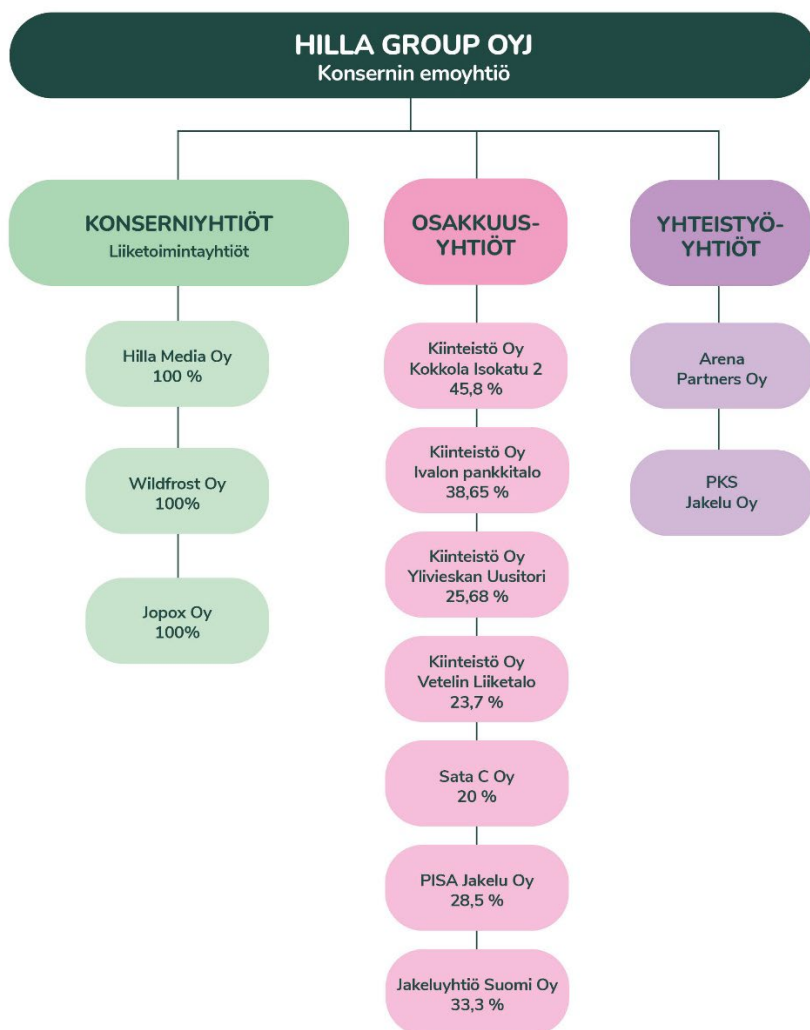 HILLA GROUP OYJ
Konsernin emoyhtiö
KONSERNIYHTIÖT
Liiketoimintayhtiöt
Hilla Media Oy
100 %
Wildfrost Oy
100%
Jopox Oy
100%
OSAKKUUS-
YHTIÖT
Kiinteistö Oy
Kokkola Isokatu 2
45,8 %
Kiinteistö Oy
Ivalon pankkitalo
38,65 %
Kiinteistö Oy
Ylivieskan Uusitori
25,68 %
Kiinteistö Oy
Vetelin Liiketalo
23,7 %
Sata C Oy
20 %
PISA Jakelu Oy
28,5 %
Jakeluyhtiö Suomi Oy
33,3 %
YHTEISTYÖ-
YHTIÖT
Arena
Partners Oy
PKS
Jakelu Oy